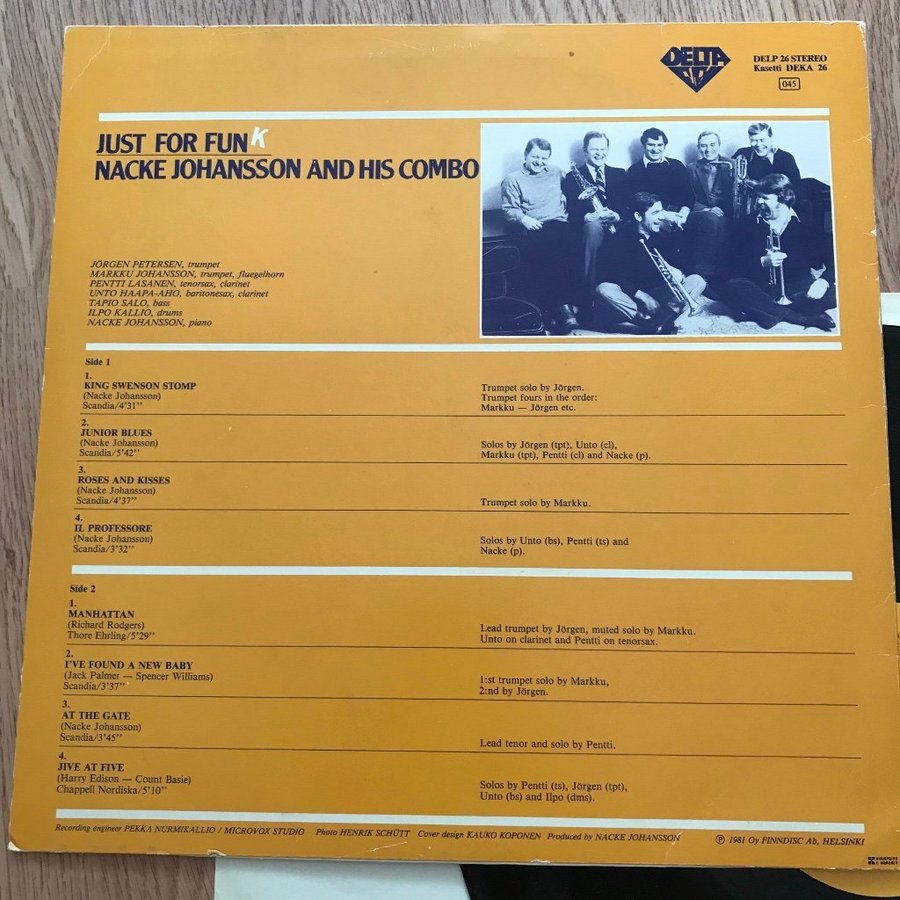 DELTA
DELP 26 STEREO
Kasetti DEKA 26
045
JUST FOR FUNK
NACKE JOHANSSON AND HIS COMBO
JÖRGEN PETERSEN, trumpet
MARKKU JOHANSSON, trumpet, fluegelhorn
PENTTI LASANEN, tenorsax, clarinet
UNTO HAAPA-AHO, baritonesax, clarinet
TAPIO SALO, bass
ILPO KALLIO, drums
NACKE JOHANSSON, piano
Side 1
1.
KING SWENSON STOMP
(Nacke Johansson)
Scandia/4'31''
Trumpet solo by Jörgen.
Trumpet fours in the order:
Markku — Jörgen etc.
2.
JUNIOR BLUES
(Nacke Johansson)
Scandia/5'42''
Solos by Jörgen (tpt), Unto (cl),
Markku (tpt), Pentti (cl) and Nacke (p).
3.
ROSES AND KISSES
(Nacke Johansson)
Scandia/4'37''
Trumpet solo by Markku.
4.
IL PROFESSORE
(Nacke Johansson)
Scandia/3'32''
Solos by Unto (bs), Pentti (ts) and
Nacke (p).
Side 2
1.
MANHATTAN
(Richard Rodgers)
Thore Ehrling/5'29''
Lead trumpet by Jörgen, muted solo by Markku.
Unto on clarinet and Pentti on tenorsax.
2.
I'VE FOUND A NEW BABY
(Jack Palmer — Spencer Williams)
Scandia/3'37''
1:st trumpet solo by Markku,
2:nd by Jörgen.
3.
AT THE GATE
(Nacke Johansson)
Scandia/3'45''
Lead tenor and solo by Pentti.
4.
JIVE AT FIVE
(Harry Edison — Count Basie)
Chappell Nordiska/5'10''
Solos by Pentti (ts), Jörgen (tpt),
Unto (bs) and Ilpo (dms).
Recording engineer PEKKA NURMIKALLIO / MICROVOX STUDIO Photo HENRIK SCHÜTT Cover design KAUKO KOPONEN Produced by NACKE JOHANSSON ℗ 1981 Oy FINNDISC Ab, HELSINKI